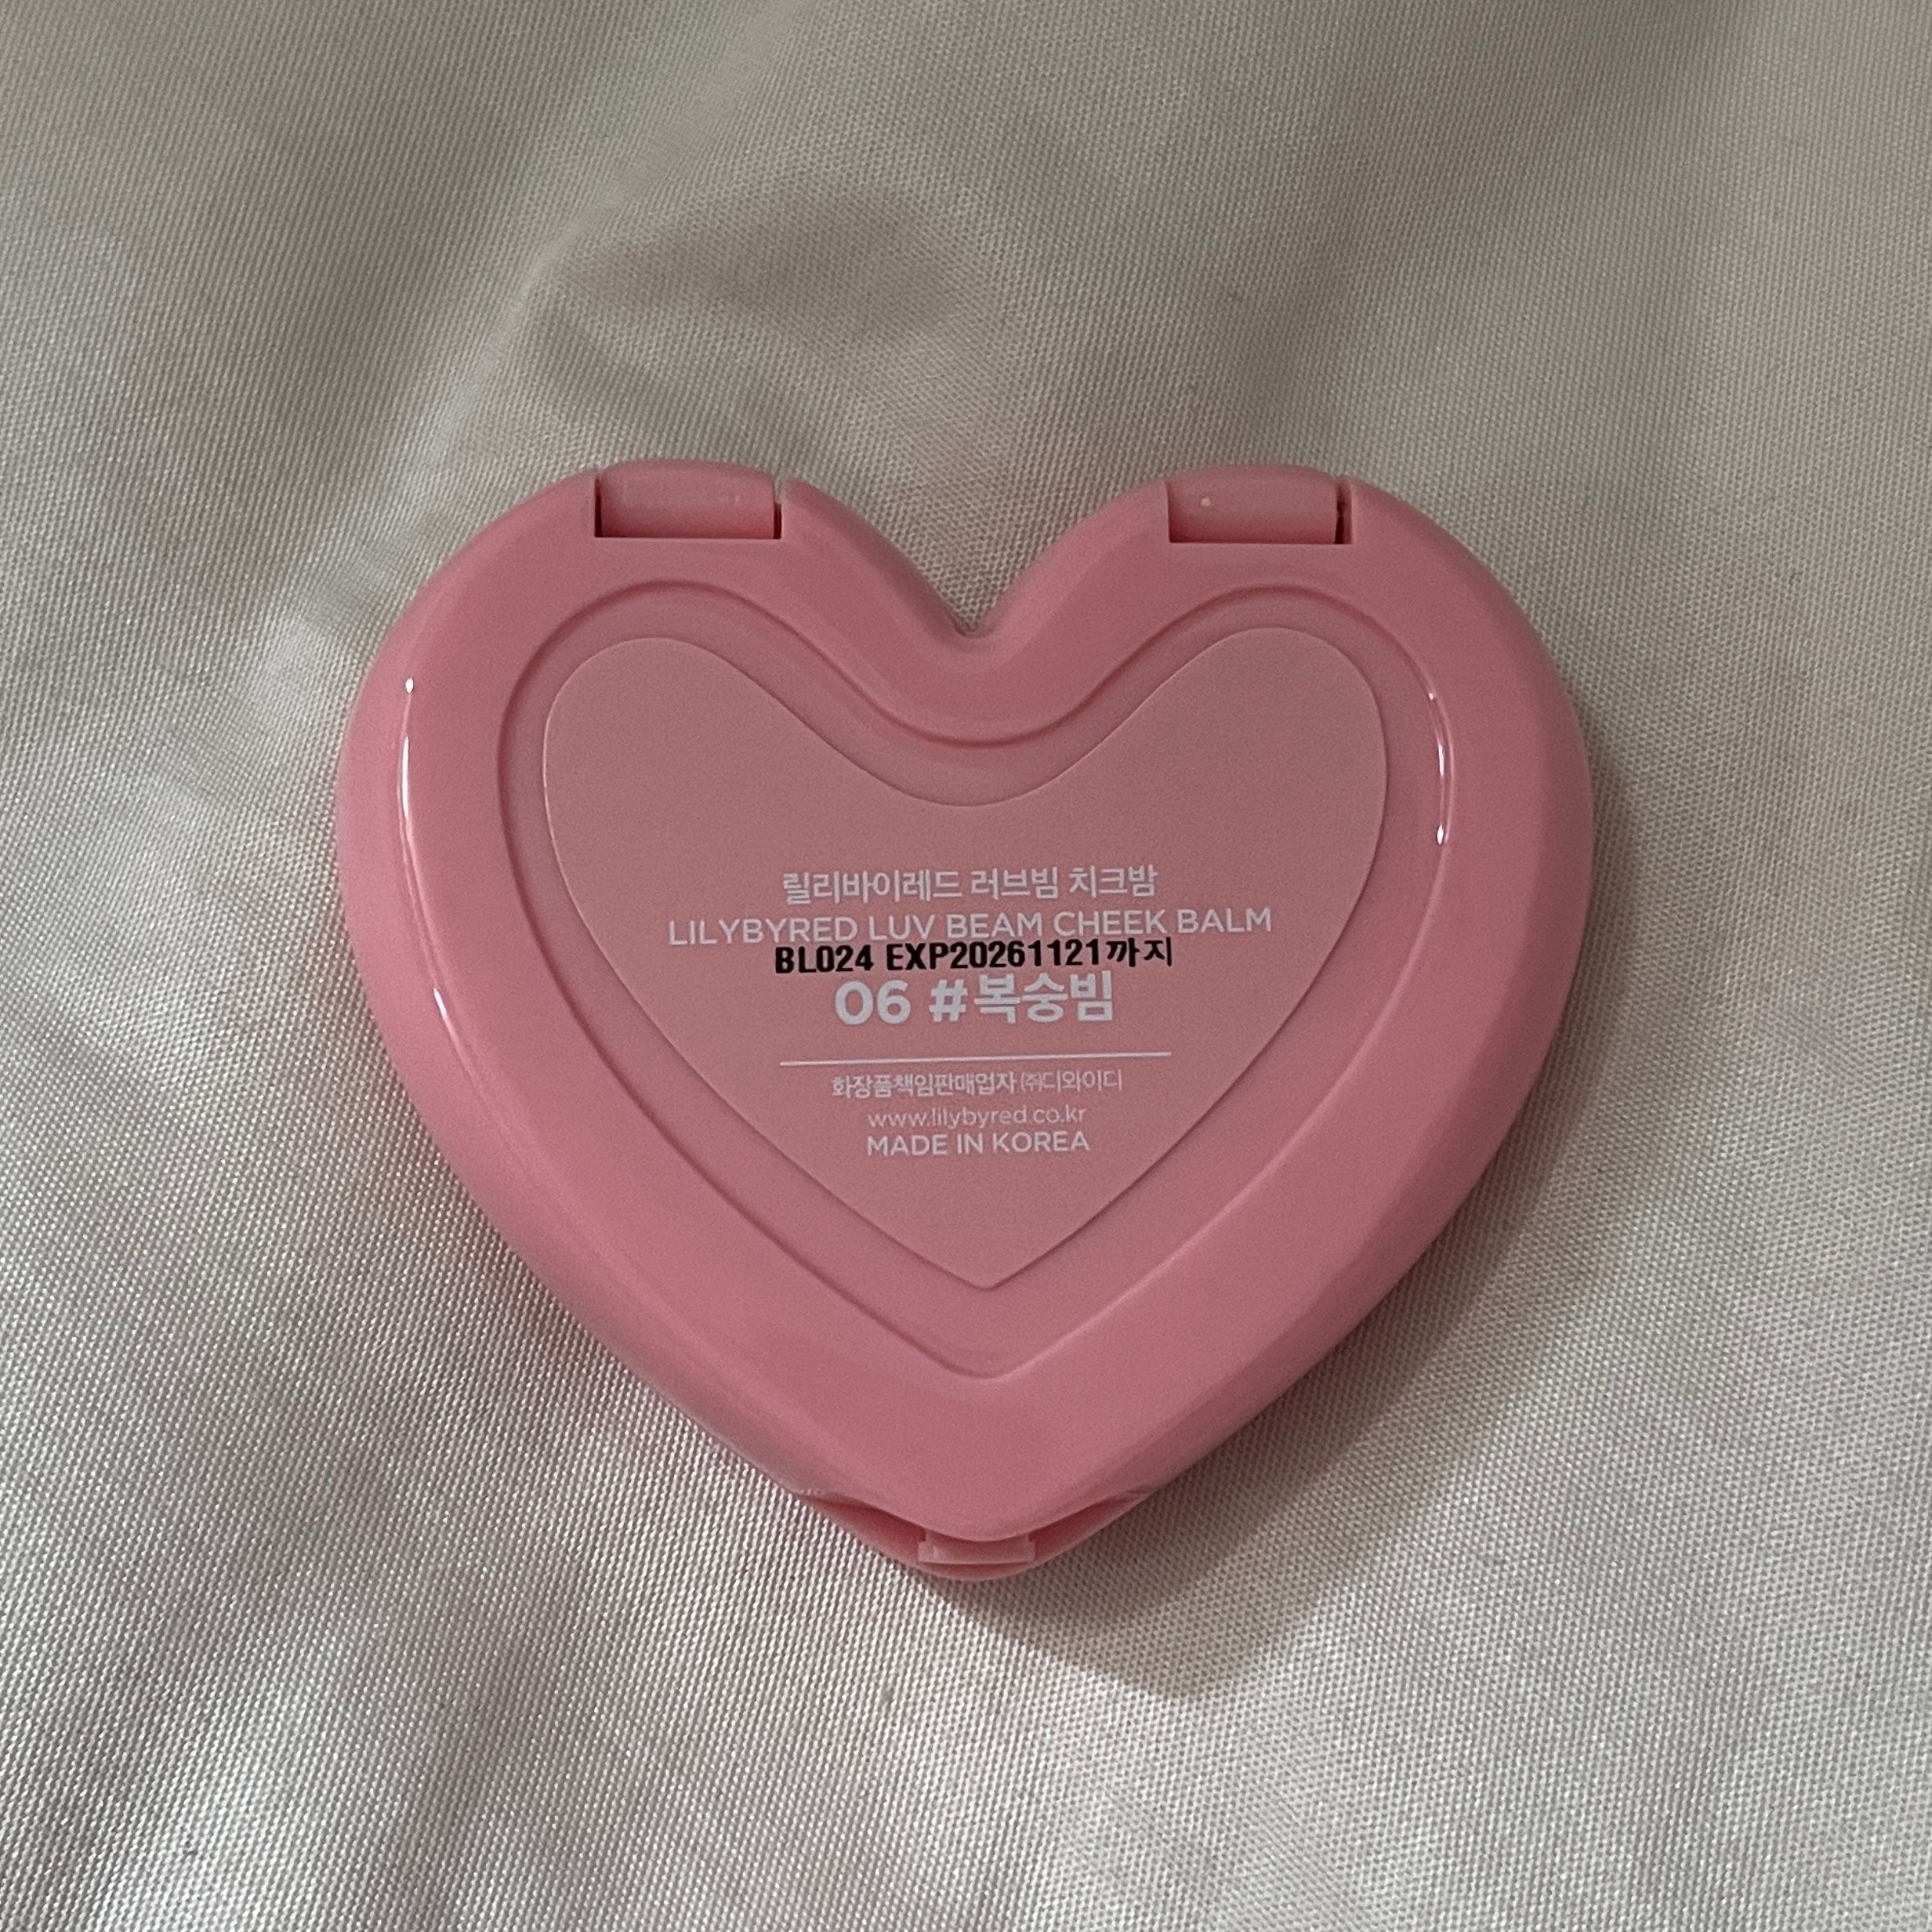 릴리바이레드 러브빔 치크밤
LILYBYRED LUV BEAM CHEEK BALM
BL024 EXP20261121까지
06 #복숭빔
화장품책임판매업자 ㈜디와이디
www.lilybyred.co.kr
MADE IN KOREA